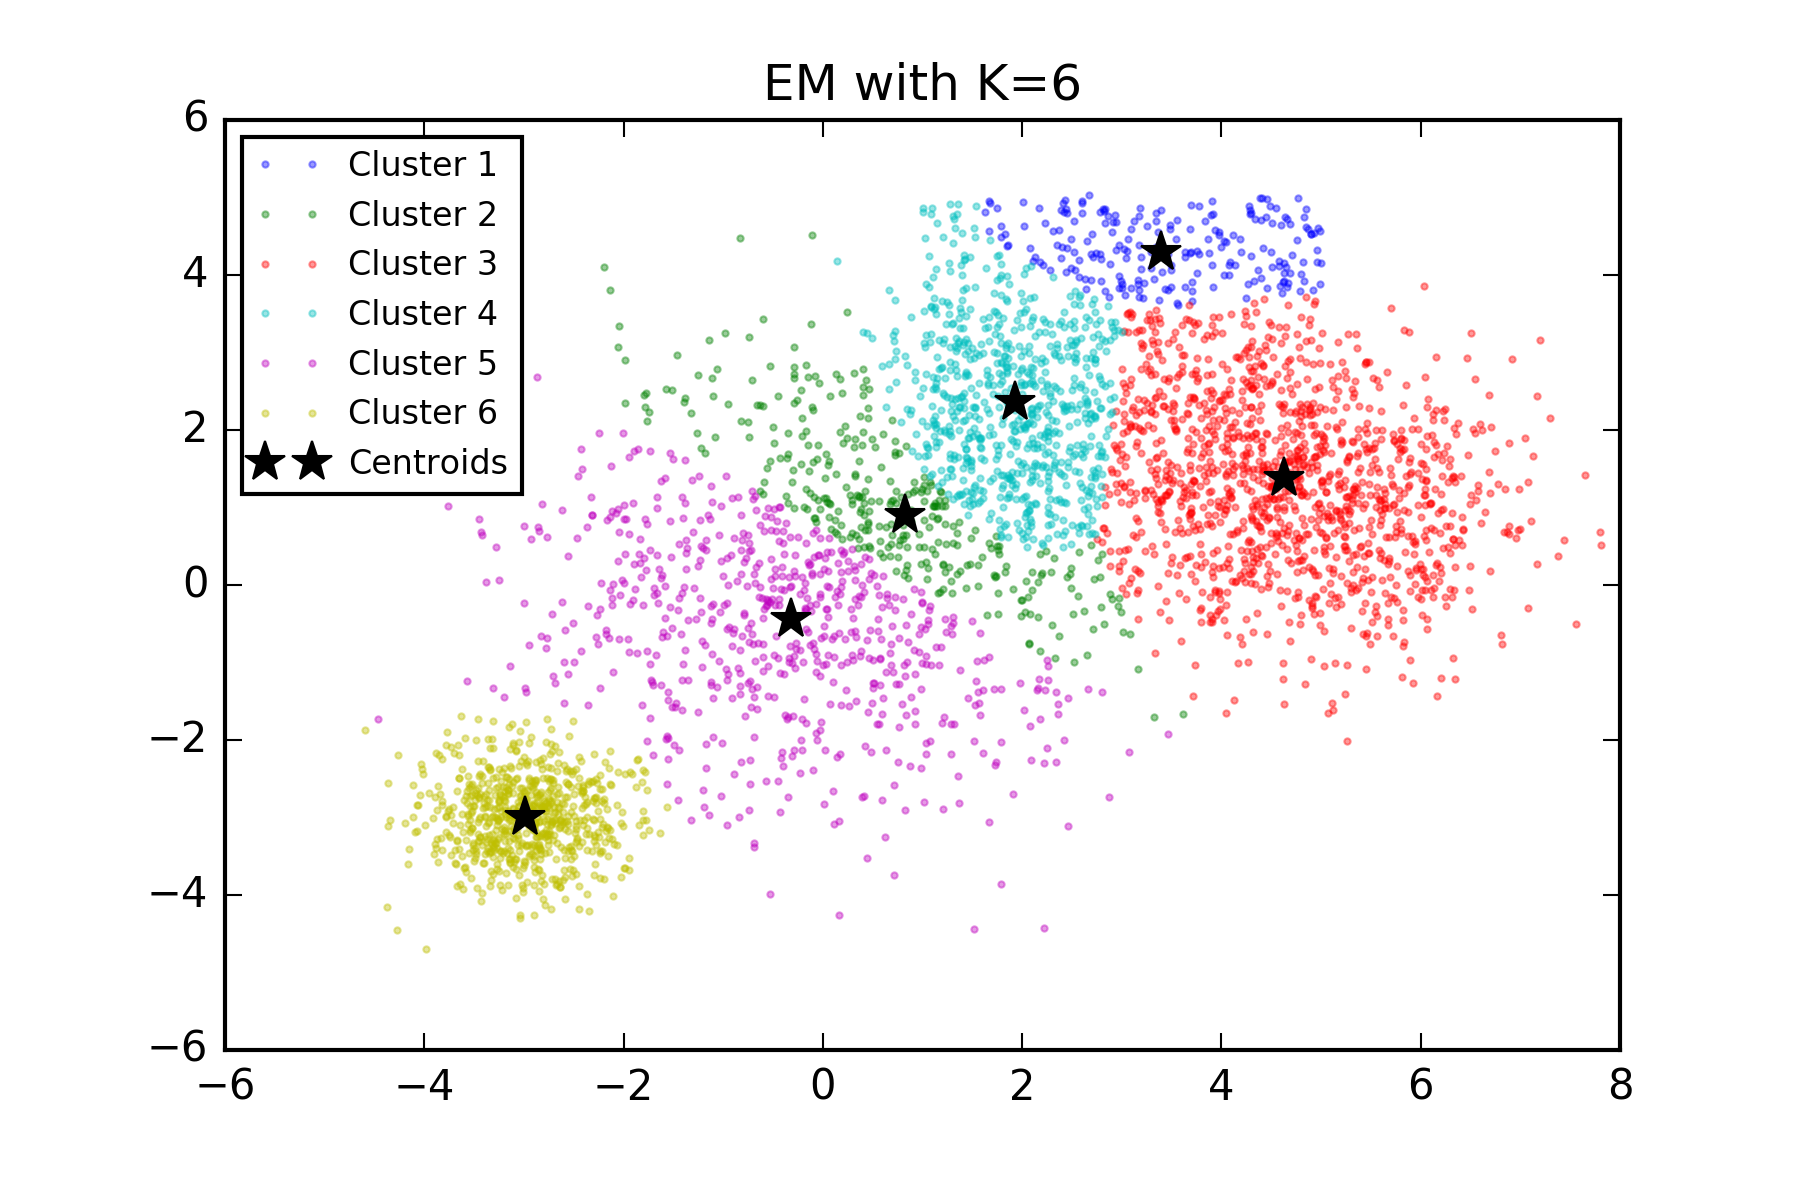 EM with K=6
6
4
2
0
−2
−4
−6
Cluster 1
Cluster 2
Cluster 3
Cluster 4
Cluster 5
Cluster 6
Centroids
−6 −4 −2 0 2 4 6 8